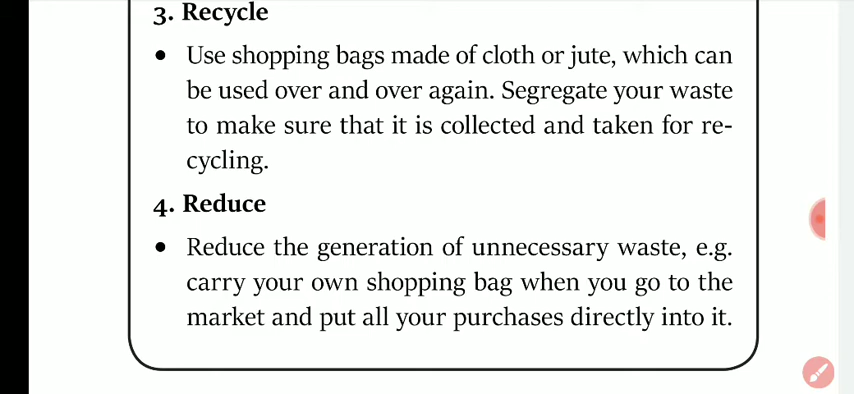 3. Recycle
• Use shopping bags made of cloth or jute, which can
be used over and over again. Segregate your waste
to make sure that it is collected and taken for re-
cycling.
4. Reduce
• Reduce the generation of unnecessary waste, e.g.
carry your own shopping bag when you go to the
market and put all your purchases directly into it.